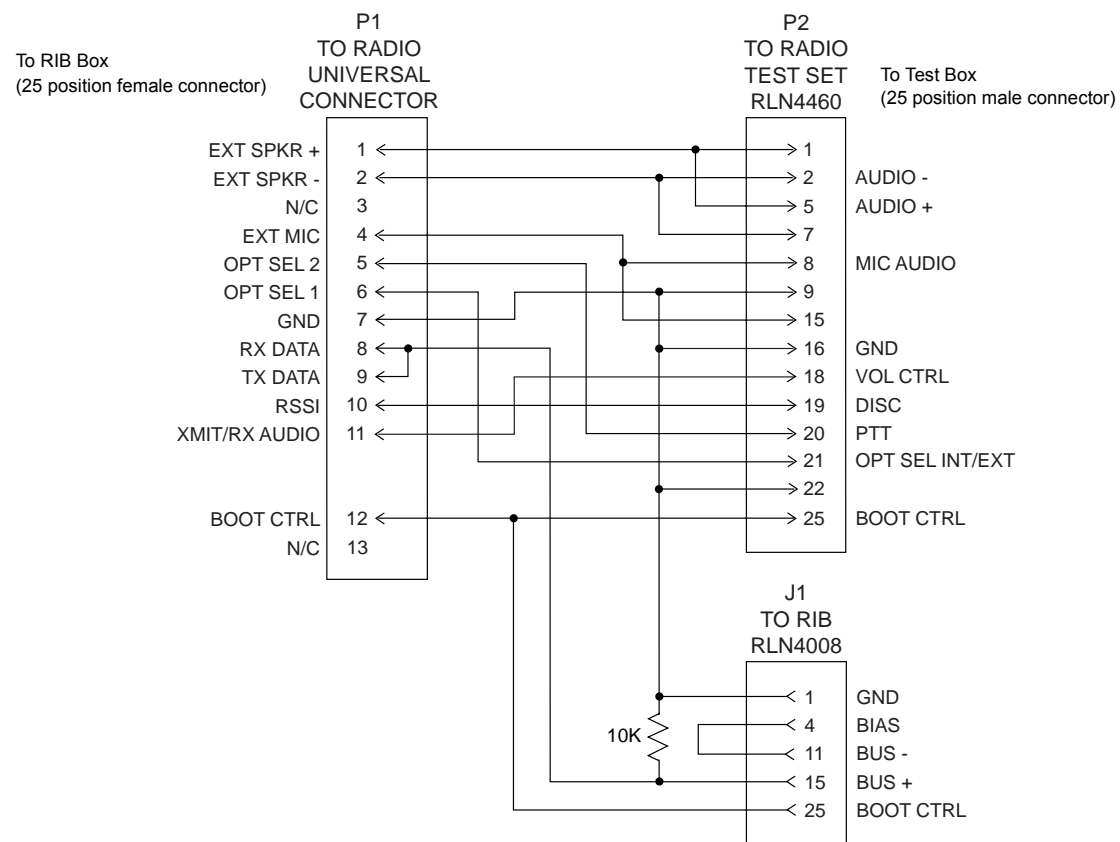 To RIB Box
(25 position female connector)
P1
TO RADIO
UNIVERSAL
CONNECTOR
EXT SPKR + 1
EXT SPKR - 2
N/C 3
EXT MIC 4
OPT SEL 2 5
OPT SEL 1 6
GND 7
RX DATA 8
TX DATA 9
RSSI 10
XMIT/RX AUDIO 11
BOOT CTRL 12
N/C 13
P2
TO RADIO
TEST SET
RLN4460
To Test Box
(25 position male connector)
1
2 AUDIO -
5 AUDIO +
7
8 MIC AUDIO
9
15
16 GND
18 VOL CTRL
19 DISC
20 PTT
21 OPT SEL INT/EXT
22
25 BOOT CTRL
J1
TO RIB
RLN4008
1 GND
4 BIAS
11 BUS -
15 BUS +
25 BOOT CTRL
10K